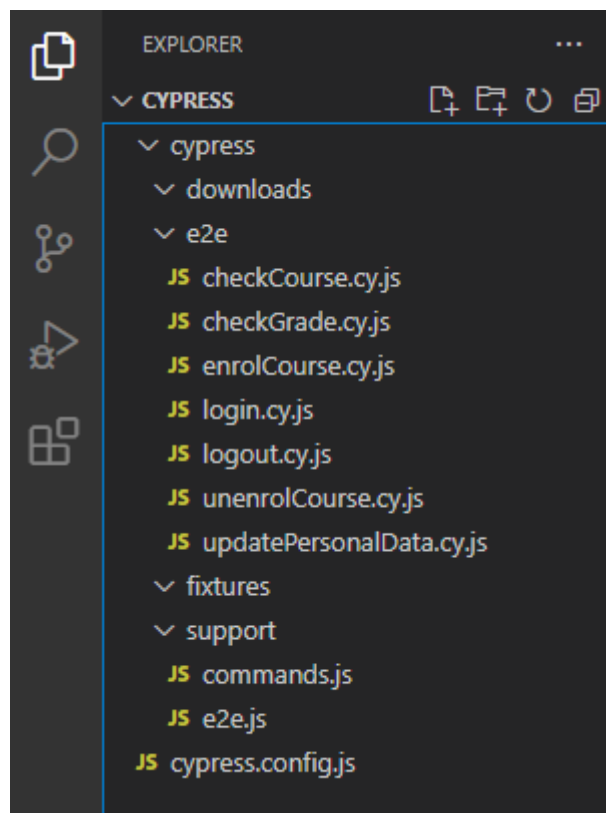 EXPLORER ...
CYPRESS
cypress
downloads
e2e
JS checkCourse.cy.js
JS checkGrade.cy.js
JS enrolCourse.cy.js
JS login.cy.js
JS logout.cy.js
JS unenrolCourse.cy.js
JS updatePersonalData.cy.js
fixtures
support
JS commands.js
JS e2e.js
JS cypress.config.js